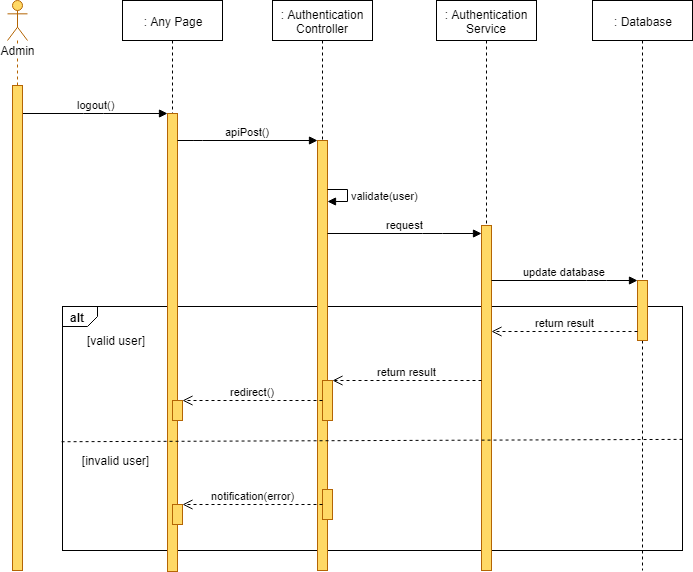 : Any Page
: Authentication
Controller
: Authentication
Service
: Database
Admin
logout()
apiPost()
validate(user)
request
update database
alt
return result
[valid user]
return result
redirect()
[invalid user]
notification(error)